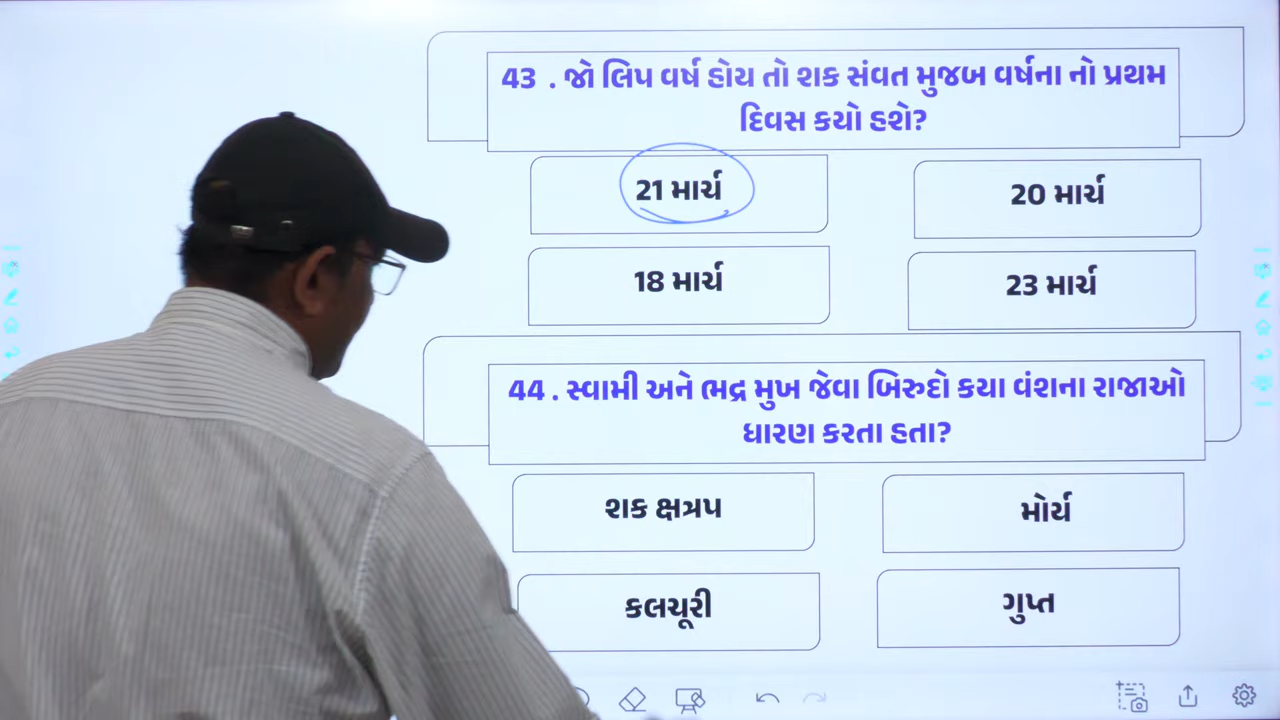 43 . જો લિપ વર્ષ હોય તો શક સંવત મુજબ વર્ષના નો પ્રથમ
દિવસ કયો હશે?
21 માર્ચ
20 માર્ચ
18 માર્ચ
23 માર્ચ
44 . સ્વામી અને ભદ્ર મુખ જેવા બિરુદો કયા વંશના રાજાઓ
ધારણ કરતા હતા?
શક ક્ષત્રપ
મોર્ય
કલચૂરી
ગુપ્ત